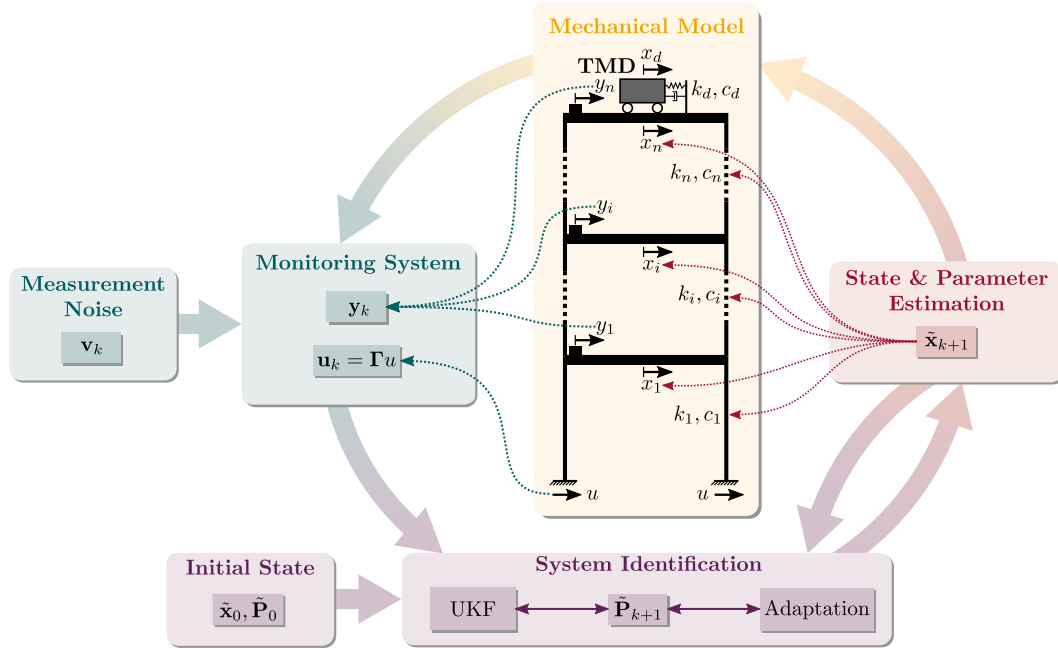 Mechanical Model
x_d
TMD
y_n
k_d, c_d
x_n
k_n, c_n
y_i
x_i
k_i, c_i
y_1
x_1
k_1, c_1
u
u
Monitoring System
y_k
u_k = Γu
Measurement
Noise
v_k
State & Parameter
Estimation
x̃_{k+1}
Initial State
x̃_0, P̃_0
System Identification
UKF
P̃_{k+1}
Adaptation